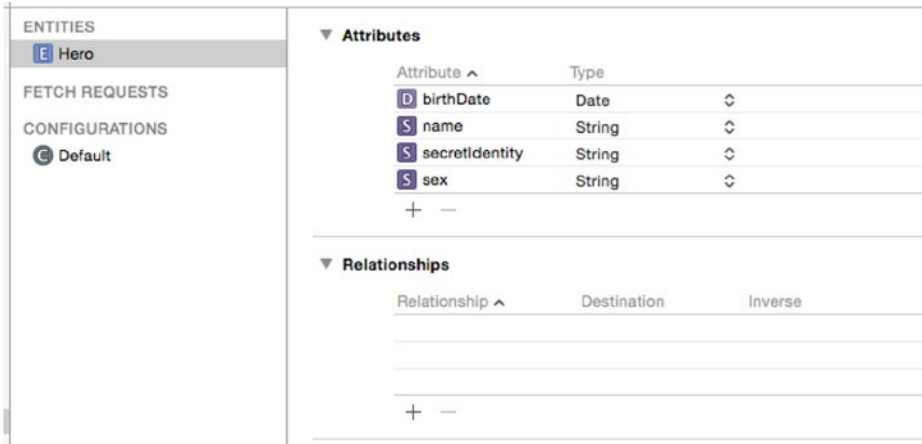 ENTITIES
E Hero
FETCH REQUESTS
CONFIGURATIONS
C Default
Attributes
Attribute Type
D birthDate Date
S name String
S secretIdentity String
S sex String
+ −
Relationships
Relationship Destination Inverse
+ −